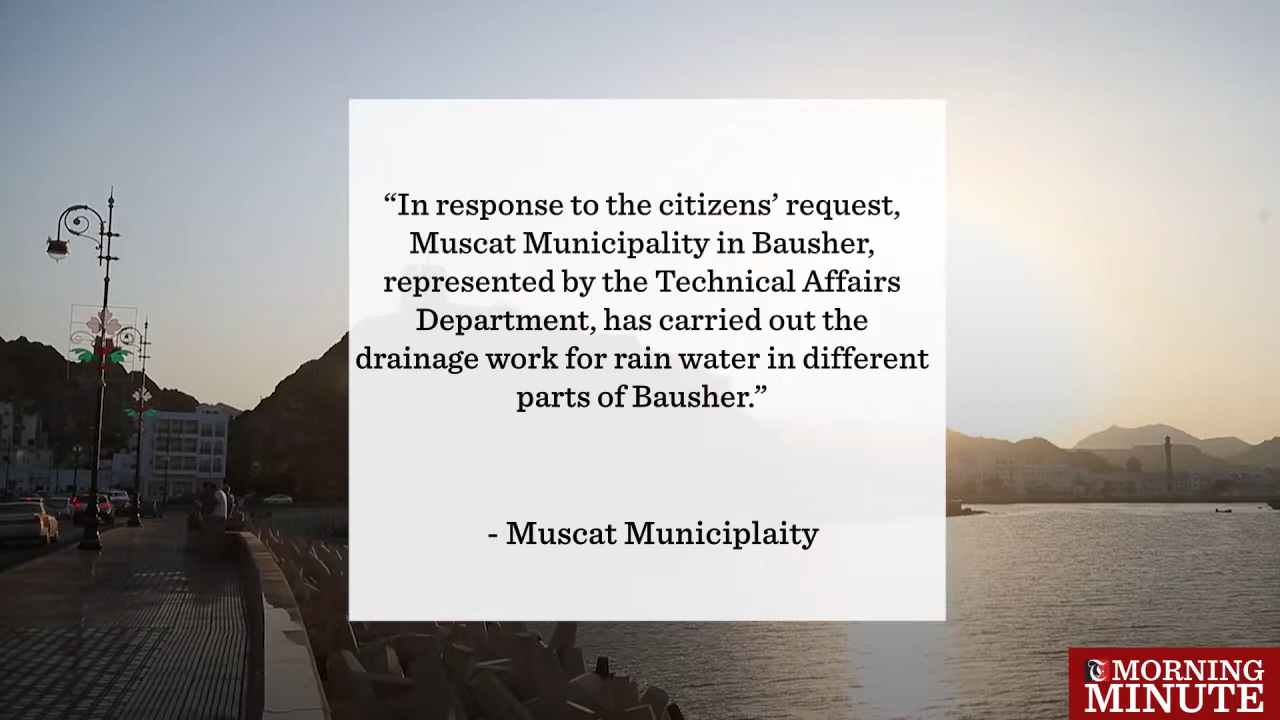 “In response to the citizens’ request,
Muscat Municipality in Bausher,
represented by the Technical Affairs
Department, has carried out the
drainage work for rain water in different
parts of Bausher.”
- Muscat Municiplaity
T MORNING
MINUTE